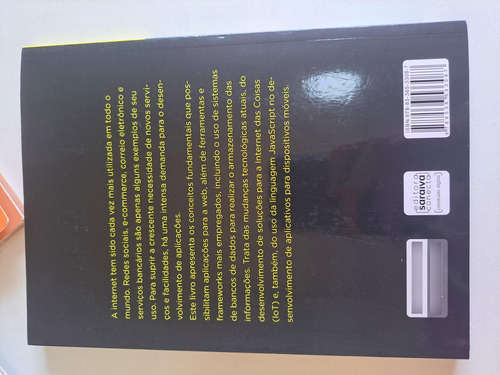 A internet tem sido cada vez mais utilizada em todo o
mundo. Redes sociais, e-commerce, correio eletrônico e
serviços bancários são apenas alguns exemplos de seu
uso. Para suprir a crescente necessidade de novos servi-
ços e facilidades, há uma intensa demanda para o desen-
volvimento de aplicações.
Este livro apresenta os conceitos fundamentais que pos-
sibilitam aplicações para a web, além de ferramentas e
frameworks mais empregados, incluindo o uso de sistemas
de bancos de dados para realizar o armazenamento das
informações. Trata das mudanças tecnológicas atuais, do
desenvolvimento de soluções para a Internet das Coisas
(IoT) e, também, do uso da linguagem JavaScript no de-
senvolvimento de aplicativos para dispositivos móveis.
editora
saraiva
conecta